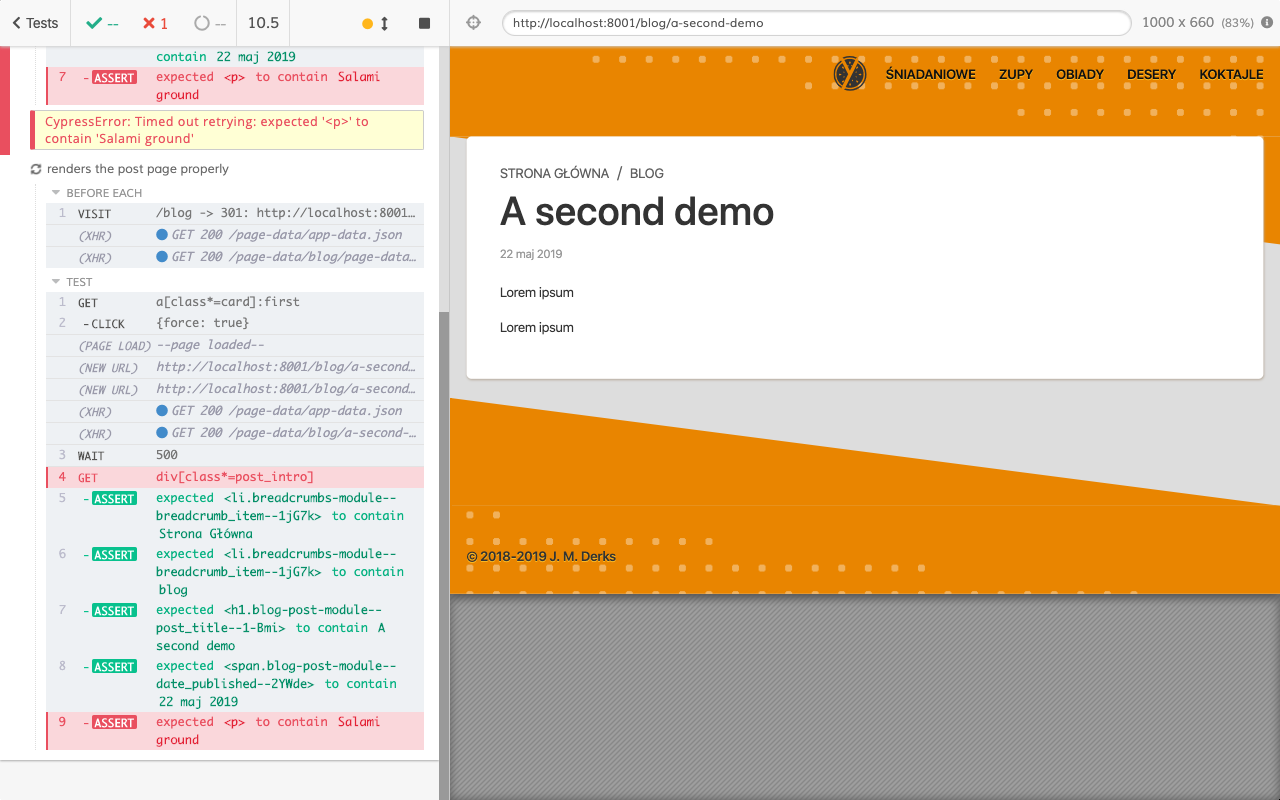 Tests
--
1
--
10.5
http://localhost:8001/blog/a-second-demo
1000 x 660 (83%)
contain 22 maj 2019
7 -ASSERT expected <p> to contain Salami
ground
CypressError: Timed out retrying: expected '<p>' to
contain 'Salami ground'
renders the post page properly
BEFORE EACH
1 VISIT /blog -> 301: http://localhost:8001…
(XHR) GET 200 /page-data/app-data.json
(XHR) GET 200 /page-data/blog/page-data…
TEST
1 GET a[class*=card]:first
2 -CLICK {force: true}
(PAGE LOAD) --page loaded--
(NEW URL) http://localhost:8001/blog/a-second…
(NEW URL) http://localhost:8001/blog/a-second…
(XHR) GET 200 /page-data/app-data.json
(XHR) GET 200 /page-data/blog/a-second-…
3 WAIT 500
4 GET div[class*=post_intro]
5 -ASSERT expected <li.breadcrumbs-module--
breadcrumb_item--1jG7k> to contain
Strona Główna
6 -ASSERT expected <li.breadcrumbs-module--
breadcrumb_item--1jG7k> to contain
blog
7 -ASSERT expected <h1.blog-post-module--
post_title--1-Bmi> to contain A
second demo
8 -ASSERT expected <span.blog-post-module--
date_published--2YWde> to contain
22 maj 2019
9 -ASSERT expected <p> to contain Salami
ground
ŚNIADANIOWE ZUPY OBIADY DESERY KOKTAJLE
STRONA GŁÓWNA / BLOG
A second demo
22 maj 2019
Lorem ipsum
Lorem ipsum
© 2018-2019 J. M. Derks